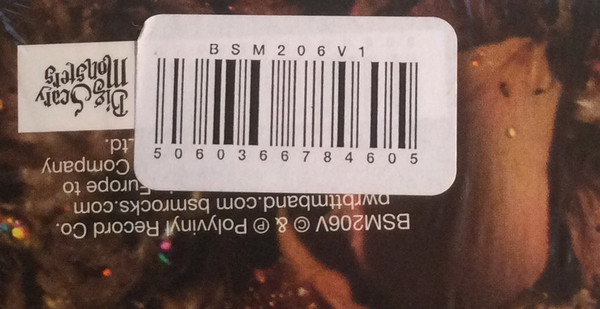 BSM206V1
5060366784605
BSM206V © & ℗ Polyvinyl Record Co.
pwrbttmband.com bsmrocks.com
Europe to
Company
Ltd.
Big
Scary
Monsters